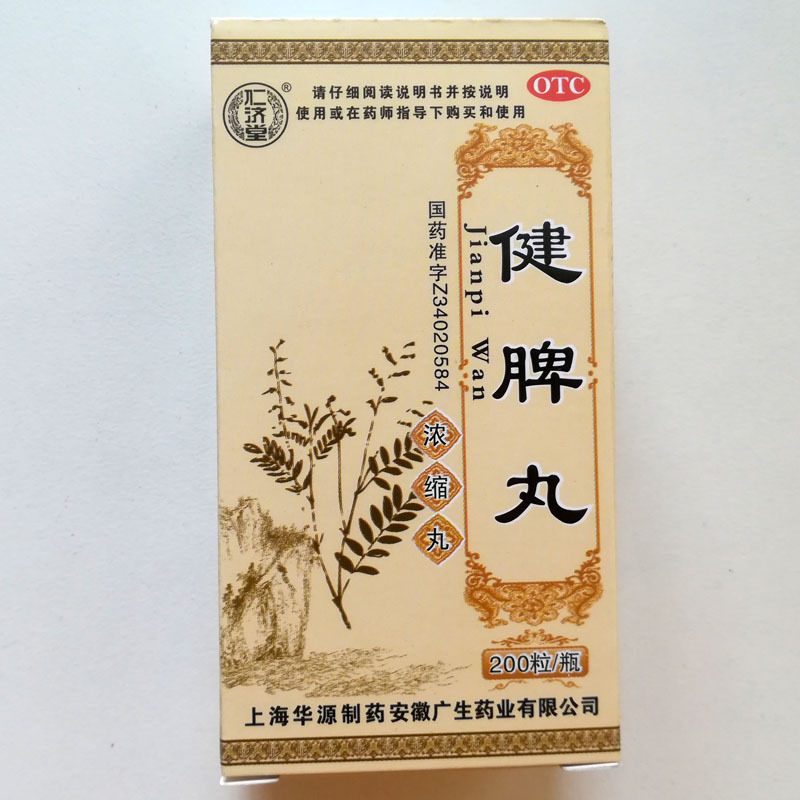 仁济堂
®
请仔细阅读说明书并按说明
使用或在药师指导下购买和使用
OTC
健脾丸
Jianpi Wan
国药准字Z34020584
浓缩丸
200粒/瓶
上海华源制药安徽广生药业有限公司